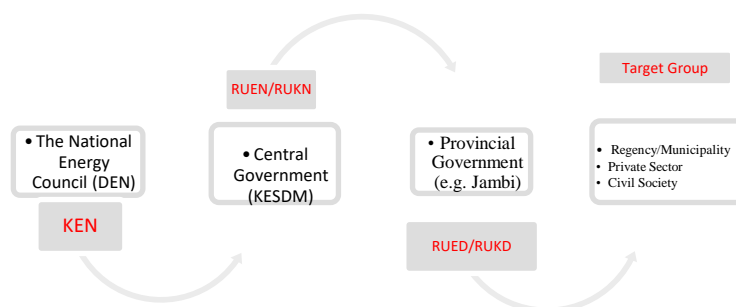 • The National
Energy
Council (DEN)
KEN
RUEN/RUKN
• Central
Government
(KESDM)
• Provincial
Government
(e.g. Jambi)
RUED/RUKD
Target Group
• Regency/Municipality
• Private Sector
• Civil Society